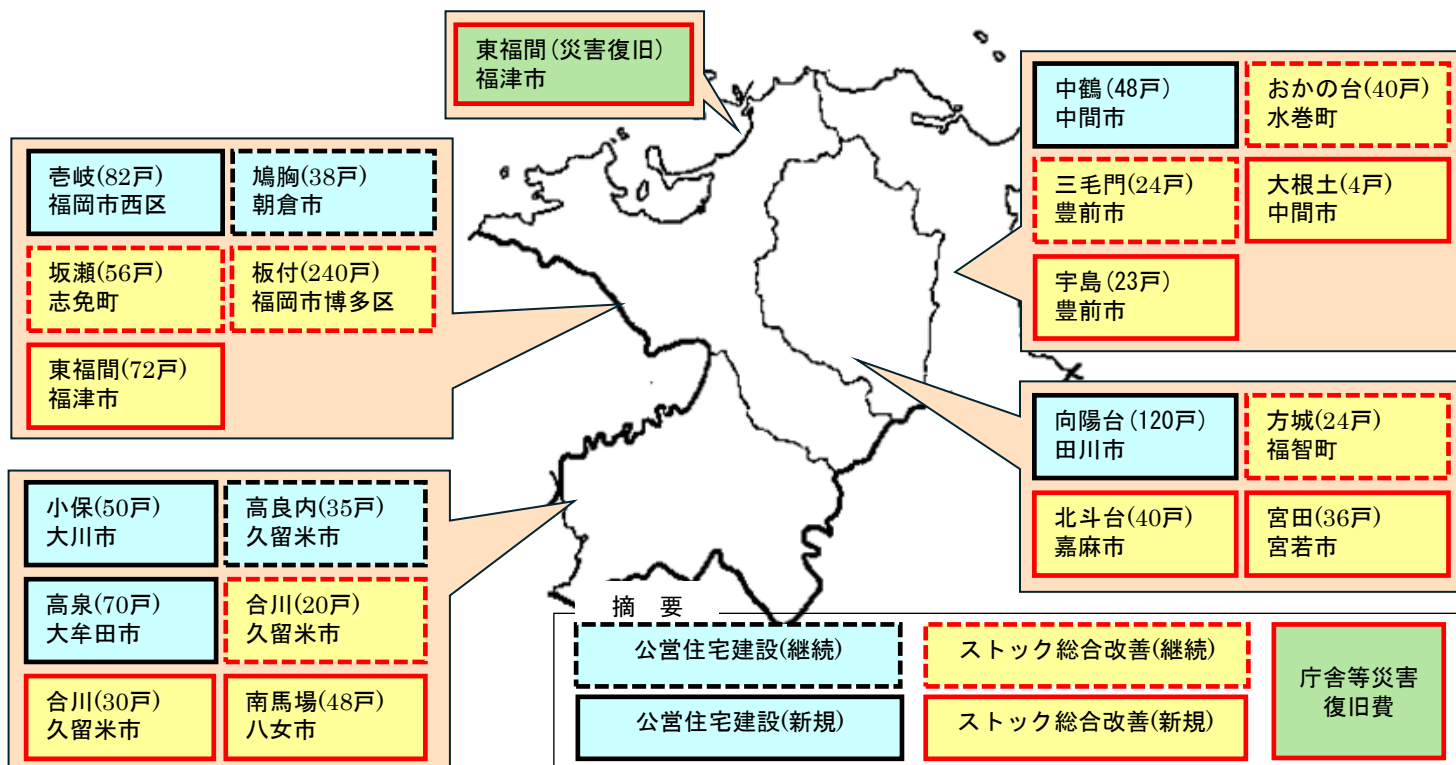 東福間(災害復旧)
福津市
壱岐(82戸)
福岡市西区
鳩胸(38戸)
朝倉市
坂瀬(56戸)
志免町
板付(240戸)
福岡市博多区
東福間(72戸)
福津市
中鶴(48戸)
中間市
おかの台(40戸)
水巻町
三毛門(24戸)
豊前市
大根土(4戸)
中間市
宇島(23戸)
豊前市
向陽台(120戸)
田川市
方城(24戸)
福智町
北斗台(40戸)
嘉麻市
宮田(36戸)
宮若市
小保(50戸)
大川市
高良内(35戸)
久留米市
高泉(70戸)
大牟田市
合川(20戸)
久留米市
合川(30戸)
久留米市
南馬場(48戸)
八女市
摘　要
公営住宅建設(継続)
ストック総合改善(継続)
公営住宅建設(新規)
ストック総合改善(新規)
庁舎等災害
復旧費